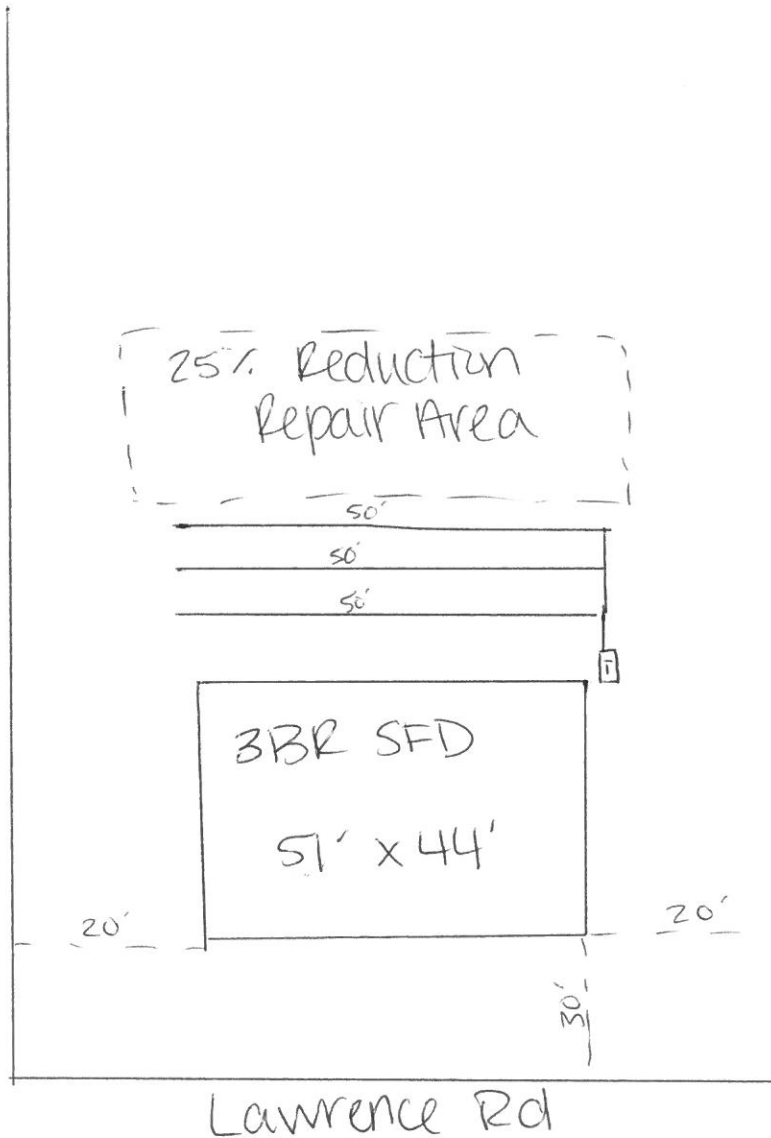 25% Reduction
Repair Area
50'
50'
50'
T
3BR SFD
51' x 44'
20'
20'
30'
Lawrence Rd